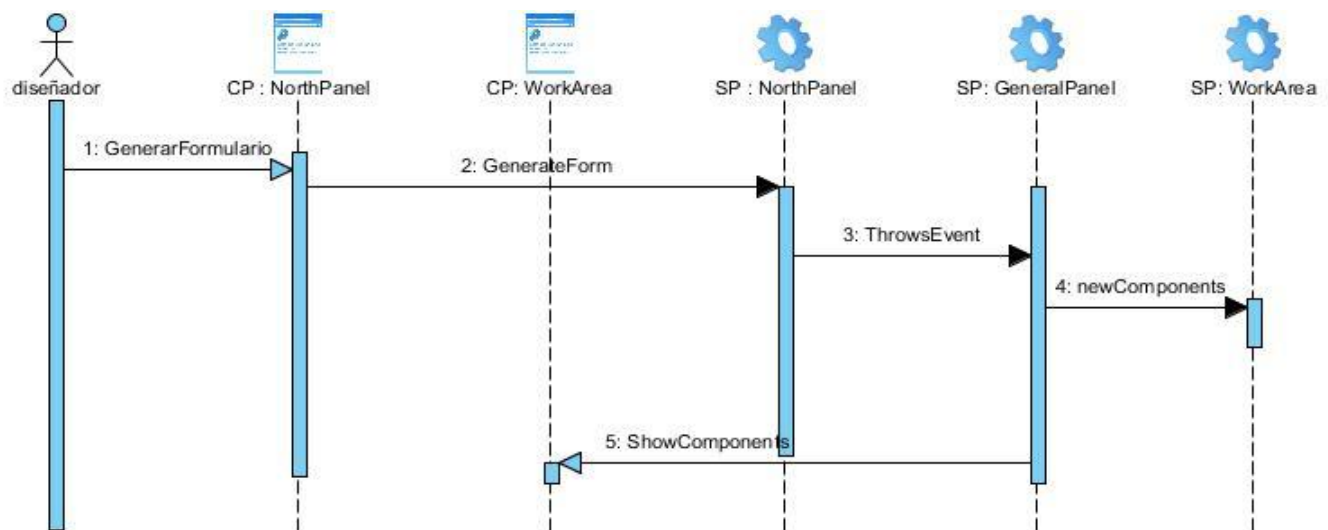 diseñador
CP : NorthPanel
CP: WorkArea
SP : NorthPanel
SP: GeneralPanel
SP: WorkArea
1: GenerarFormulario
2: GenerateForm
3: ThrowsEvent
4: newComponents
5: ShowComponents